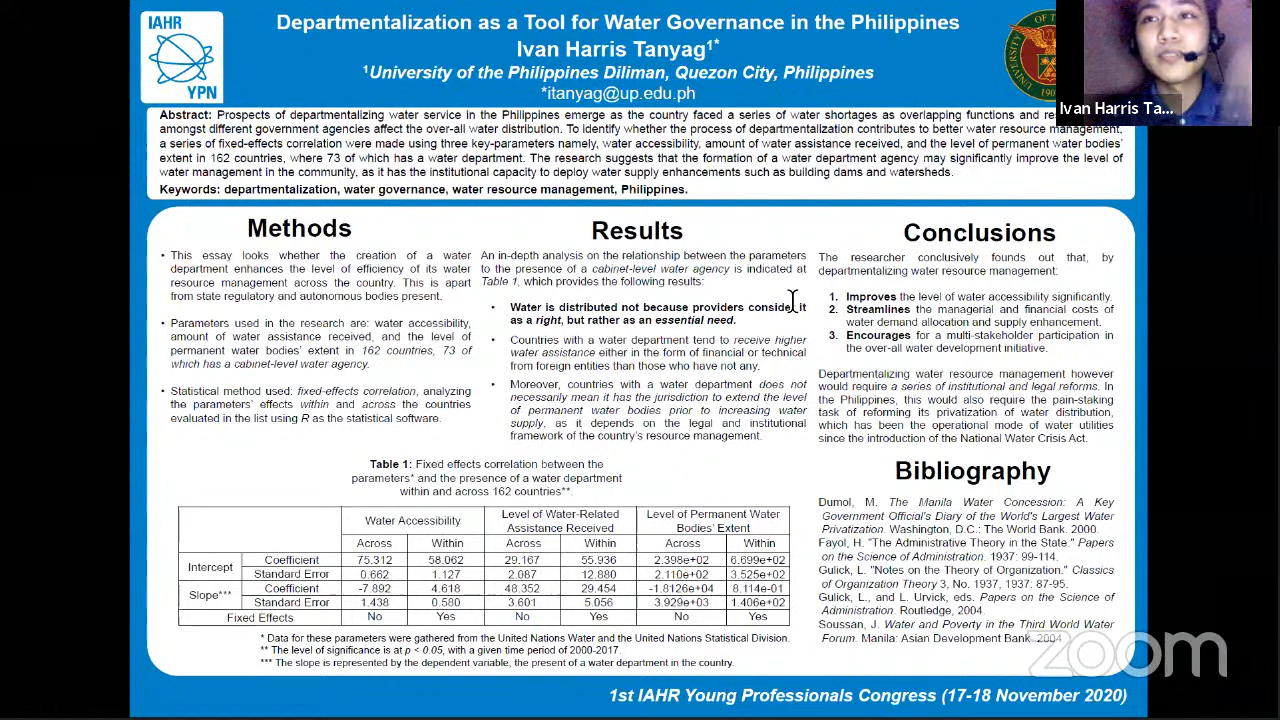 IAHR
YPN
Departmentalization as a Tool for Water Governance in the Philippines
Ivan Harris Tanyag¹*
¹University of the Philippines Diliman, Quezon City, Philippines
*itanyag@up.edu.ph
OF T
UNIVERSITY
190
Ivan Harris Ta...
Abstract: Prospects of departmentalizing water service in the Philippines emerge as the country faced a series of water shortages as overlapping functions and re
amongst different government agencies affect the over-all water distribution. To identify whether the process of departmentalization contributes to better water resource management,
a series of fixed-effects correlation were made using three key-parameters namely, water accessibility, amount of water assistance received, and the level of permanent water bodies'
extent in 162 countries, where 73 of which has a water department. The research suggests that the formation of a water department agency may significantly improve the level of
water management in the community, as it has the institutional capacity to deploy water supply enhancements such as building dams and watersheds.
Keywords: departmentalization, water governance, water resource management, Philippines.
Methods
• This essay looks whether the creation of a water
department enhances the level of efficiency of its water
resource management across the country. This is apart
from state regulatory and autonomous bodies present.
• Parameters used in the research are: water accessibility,
amount of water assistance received, and the level of
permanent water bodies' extent in 162 countries, 73 of
which has a cabinet-level water agency.
• Statistical method used: fixed-effects correlation, analyzing
the parameters' effects within and across the countries
evaluated in the list using R as the statistical software.
Results
An in-depth analysis on the relationship between the parameters
to the presence of a cabinet-level water agency is indicated at
Table 1, which provides the following results:
• Water is distributed not because providers consider it
as a right, but rather as an essential need.
• Countries with a water department tend to receive higher
water assistance either in the form of financial or technical
from foreign entities than those who have not any.
• Moreover, countries with a water department does not
necessarily mean it has the jurisdiction to extend the level
of permanent water bodies prior to increasing water
supply, as it depends on the legal and institutional
framework of the country's resource management.
Table 1: Fixed effects correlation between the
parameters* and the presence of a water department
within and across 162 countries**.
Water Accessibility Level of Water-Related Assistance Received Level of Permanent Water Bodies' Extent
Across Within Across Within Across Within
Intercept Coefficient 75.312 58.062 29.167 55.936 2.398e+02 6.699e+02
Standard Error 0.662 1.127 2.087 12.880 2.110e+02 3.525e+02
Slope*** Coefficient -7.892 4.618 48.352 29.454 -1.8126e+04 8.114e-01
Standard Error 1.438 0.580 3.601 5.056 3.929e+03 1.406e+02
Fixed Effects No Yes No Yes No Yes
* Data for these parameters were gathered from the United Nations Water and the United Nations Statistical Division.
** The level of significance is at p < 0.05, with a given time period of 2000-2017.
*** The slope is represented by the dependent variable, the present of a water department in the country.
Conclusions
The researcher conclusively founds out that, by
departmentalizing water resource management:
1. Improves the level of water accessibility significantly.
2. Streamlines the managerial and financial costs of
water demand allocation and supply enhancement.
3. Encourages for a multi-stakeholder participation in
the over-all water development initiative.
Departmentalizing water resource management however
would require a series of institutional and legal reforms. In
the Philippines, this would also require the pain-staking
task of reforming its privatization of water distribution,
which has been the operational mode of water utilities
since the introduction of the National Water Crisis Act.
Bibliography
Dumol, M. The Manila Water Concession: A Key
Government Official's Diary of the World's Largest Water
Privatization. Washington, D.C.: The World Bank. 2000.
Fayol, H. "The Administrative Theory in the State." Papers
on the Science of Administration. 1937: 99-114.
Gulick, L. "Notes on the Theory of Organization." Classics
of Organization Theory 3, No. 1937, 1937: 87-95.
Gulick, L., and L. Urvick, eds. Papers on the Science of
Administration. Routledge, 2004.
Soussan, J. Water and Poverty in the Third World Water
Forum. Manila: Asian Development Bank. 2004
zoom
1st IAHR Young Professionals Congress (17-18 November 2020)